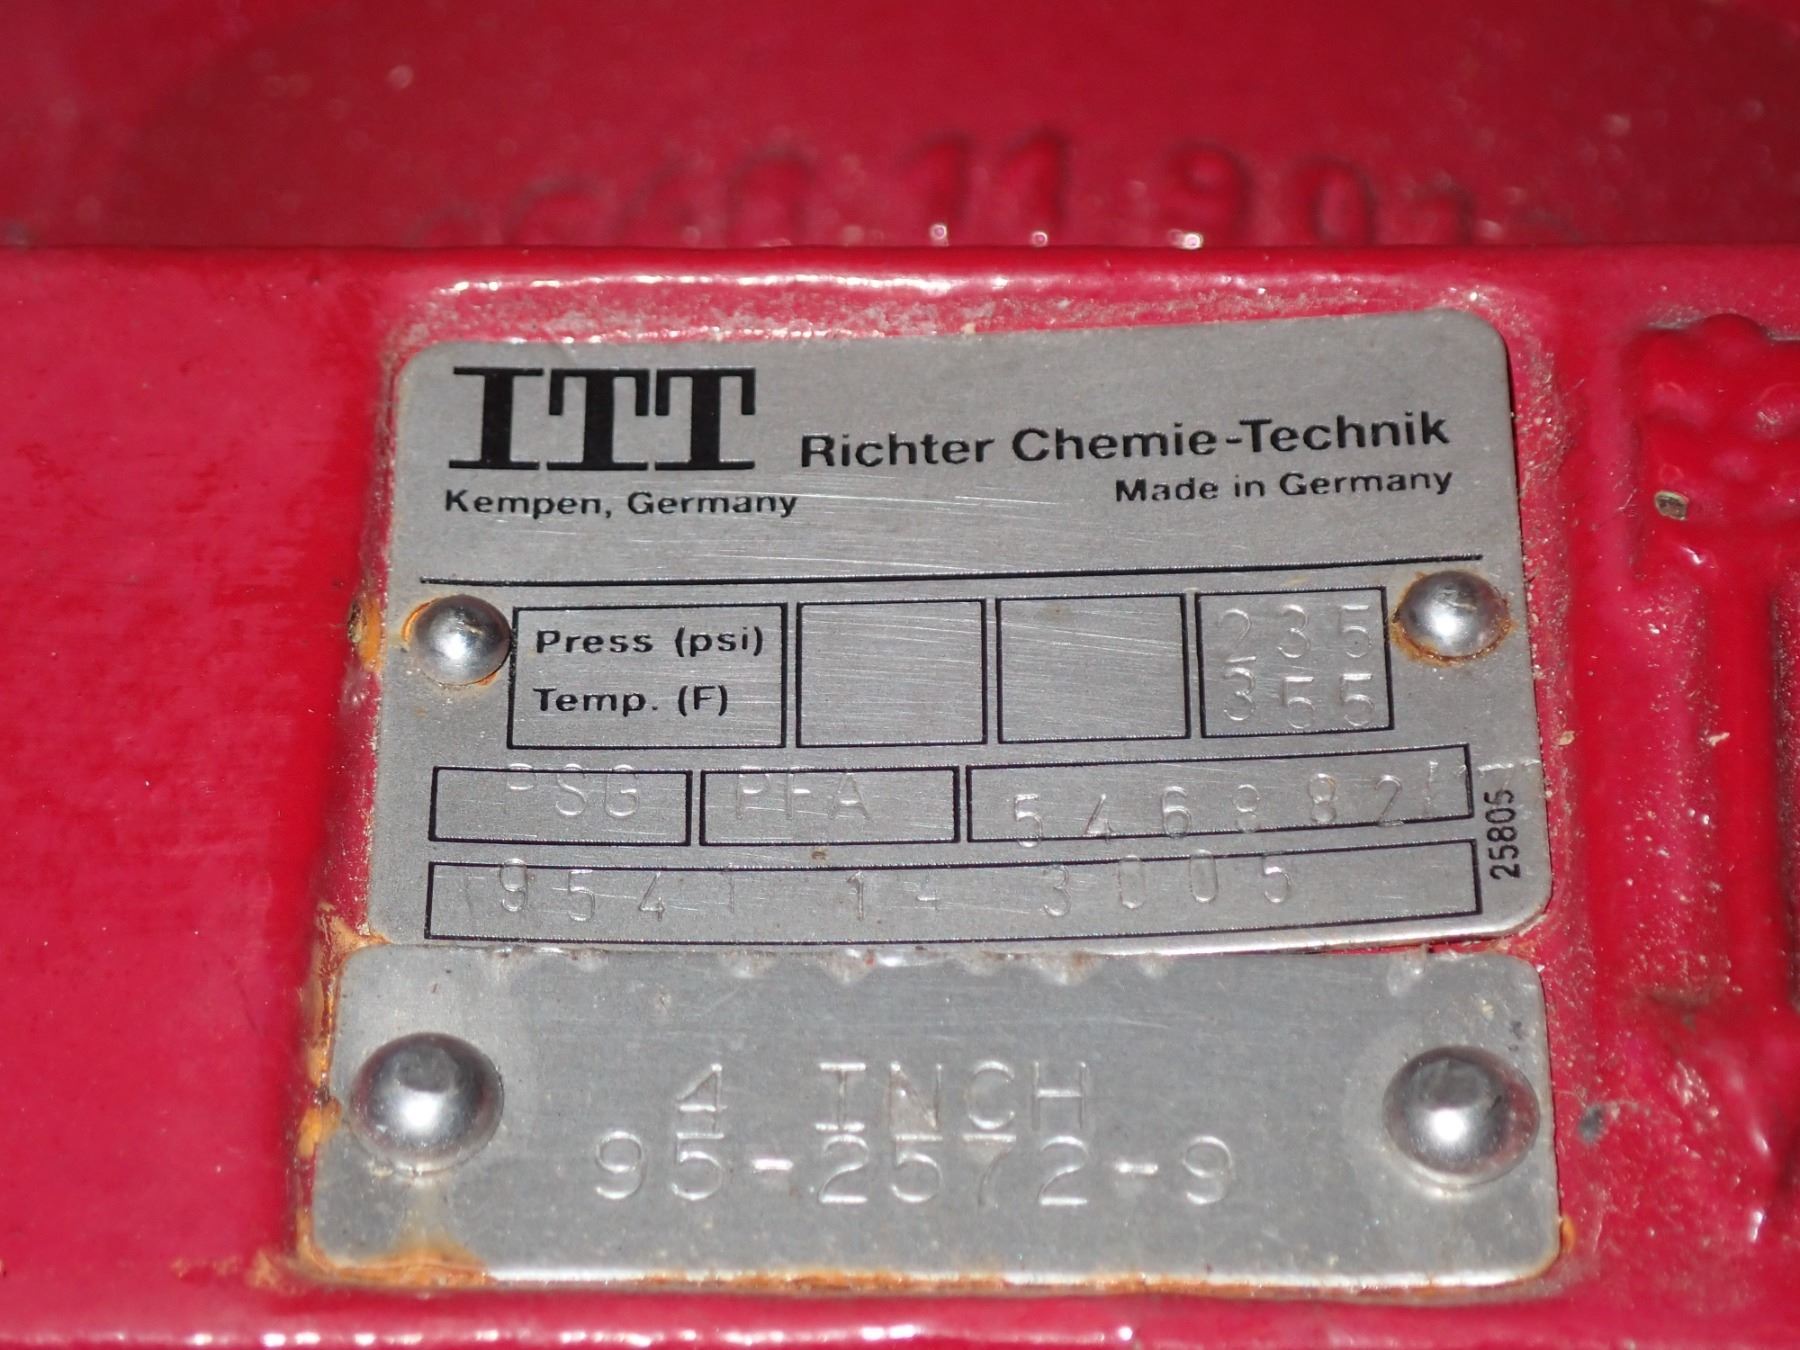 ITT
Richter Chemie-Technik
Kempen, Germany
Made in Germany
Press (psi) 235
Temp. (F) 355
PSG PFA
25805
9541 14 3005
4 INCH
95-2572-9